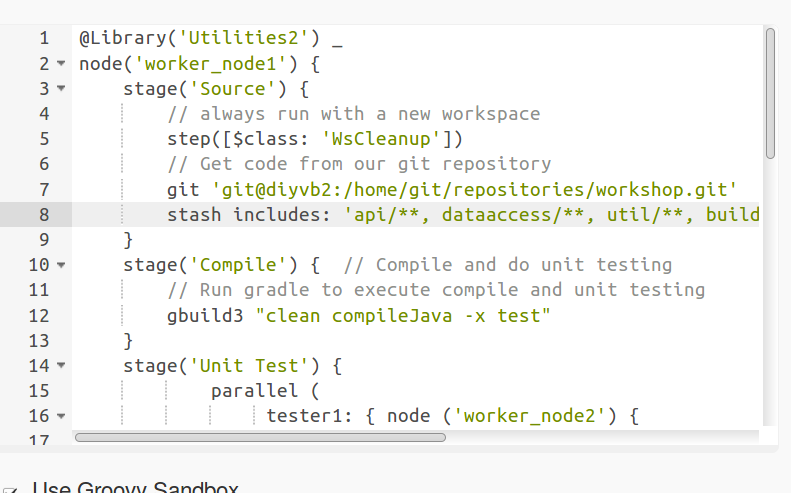 1 @Library('Utilities2') _
2 node('worker_node1') {
3 stage('Source') {
4 // always run with a new workspace
5 step([$class: 'WsCleanup'])
6 // Get code from our git repository
7 git 'git@diyvb2:/home/git/repositories/workshop.git'
8 stash includes: 'api/**, dataaccess/**, util/**, build
9 }
10 stage('Compile') { // Compile and do unit testing
11 // Run gradle to execute compile and unit testing
12 gbuild3 "clean compileJava -x test"
13 }
14 stage('Unit Test') {
15 parallel (
16 tester1: { node ('worker_node2') {
17
Use Groovy Sandbox